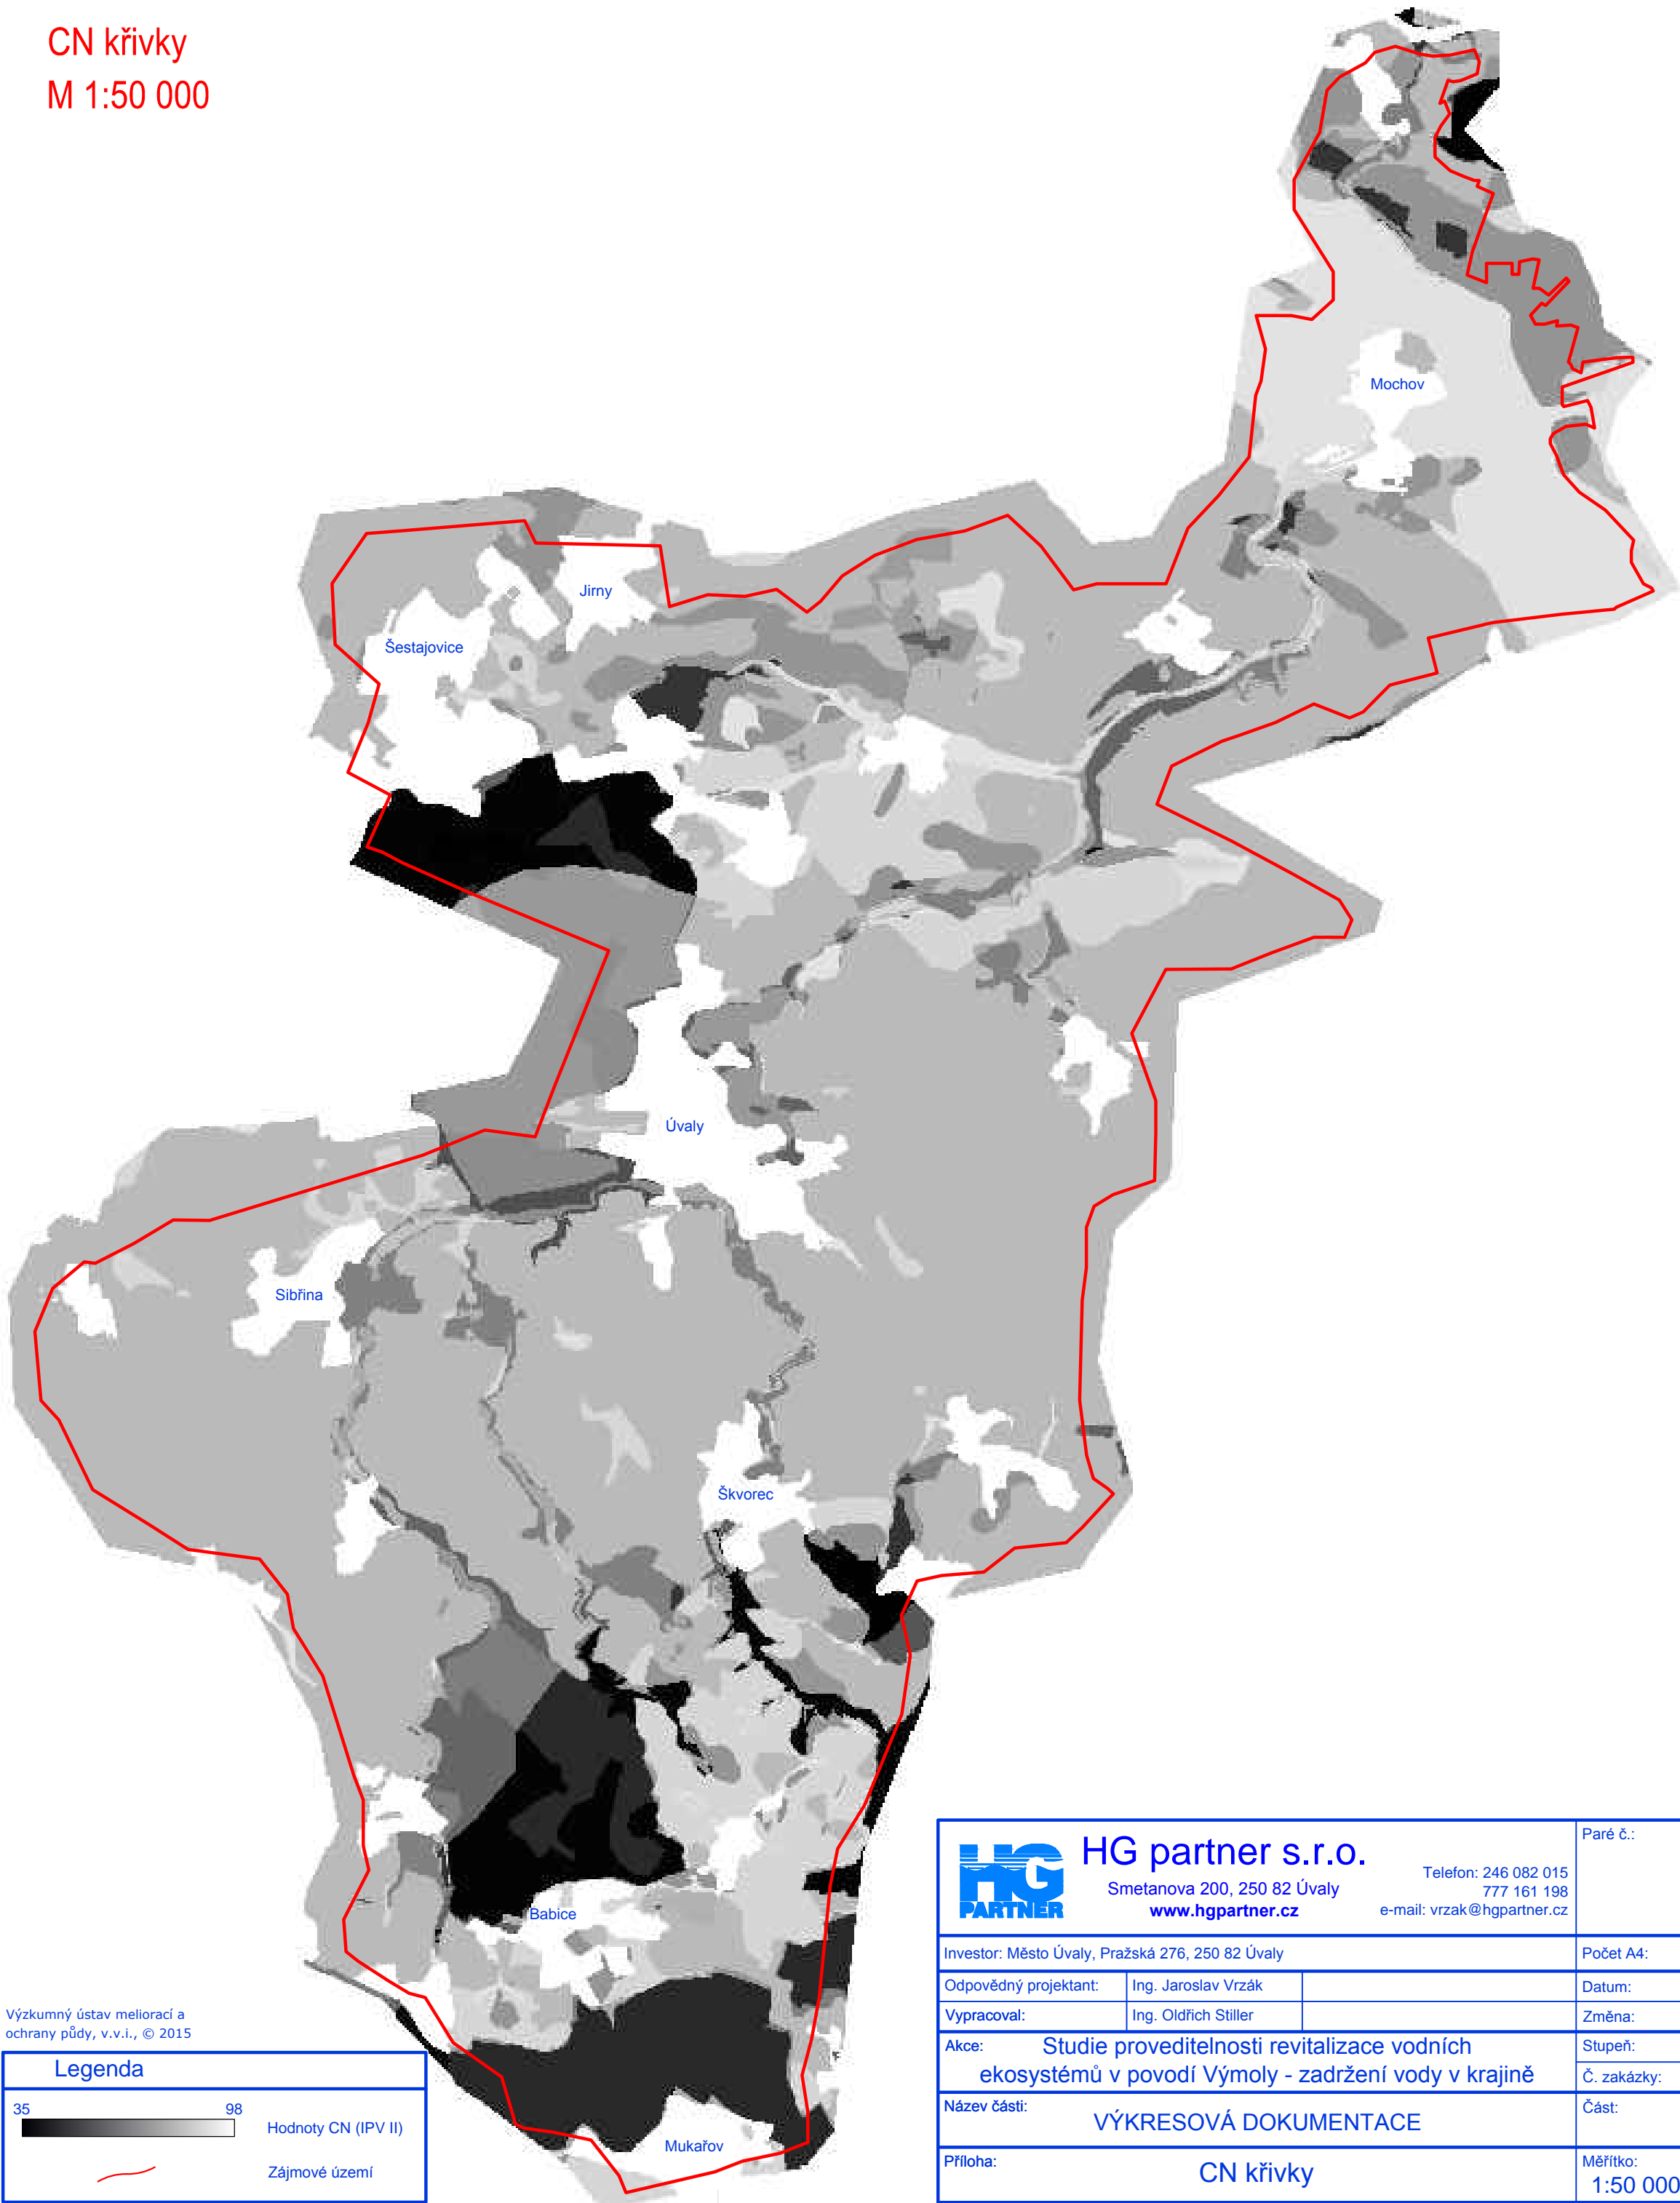 CN křivky
M 1:50 000
Mochov
Jirny
Šestajovice
Úvaly
Sibřina
Škvorec
Babice
Mukařov
Výzkumný ústav meliorací a
ochrany půdy, v.v.i., © 2015
Legenda
35 98
Hodnoty CN (IPV II)
Zájmové území
HG PARTNER
HG partner s.r.o.
Smetanova 200, 250 82 Úvaly
www.hgpartner.cz
Telefon: 246 082 015
777 161 198
e-mail: vrzak@hgpartner.cz
Paré č.:
Investor: Město Úvaly, Pražská 276, 250 82 Úvaly
Počet A4:
Odpovědný projektant: Ing. Jaroslav Vrzák
Datum:
Vypracoval: Ing. Oldřich Stiller
Změna:
Akce: Studie proveditelnosti revitalizace vodních
ekosystémů v povodí Výmoly - zadržení vody v krajině
Stupeň:
Č. zakázky:
Název části:
VÝKRESOVÁ DOKUMENTACE
Část:
Příloha:
CN křivky
Měřítko:
1:50 000